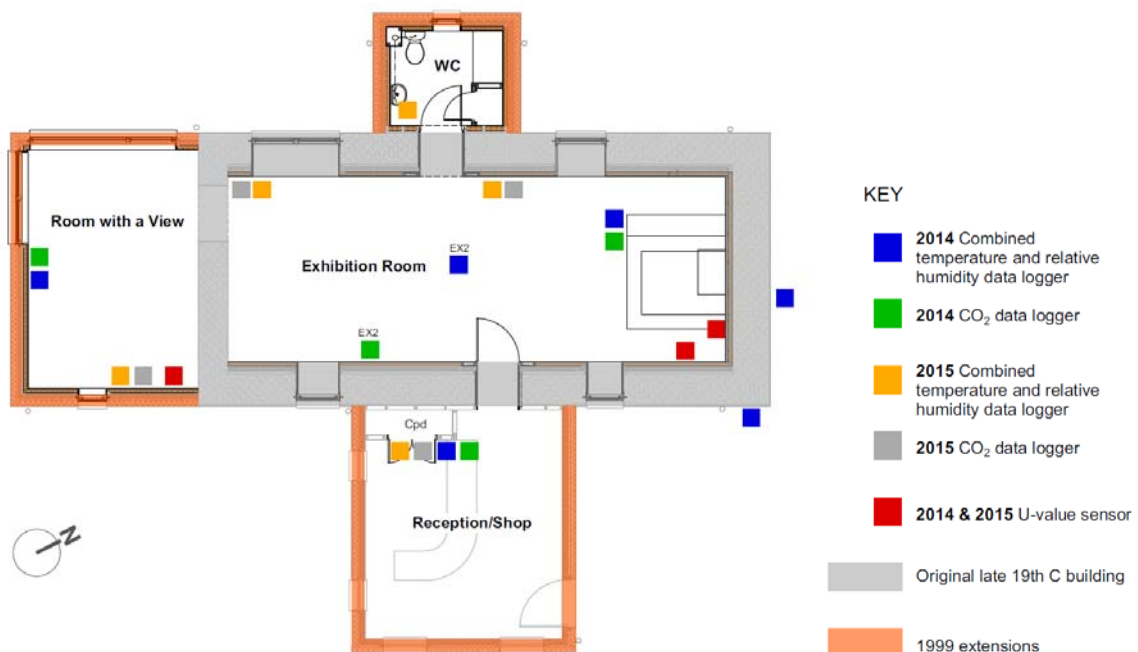 WC
Room with a View
EX2
Exhibition Room
EX2
Cpd
Reception/Shop
N
KEY
2014 Combined
temperature and relative
humidity data logger
2014 CO₂ data logger
2015 Combined
temperature and relative
humidity data logger
2015 CO₂ data logger
2014 & 2015 U-value sensor
Original late 19th C building
1999 extensions